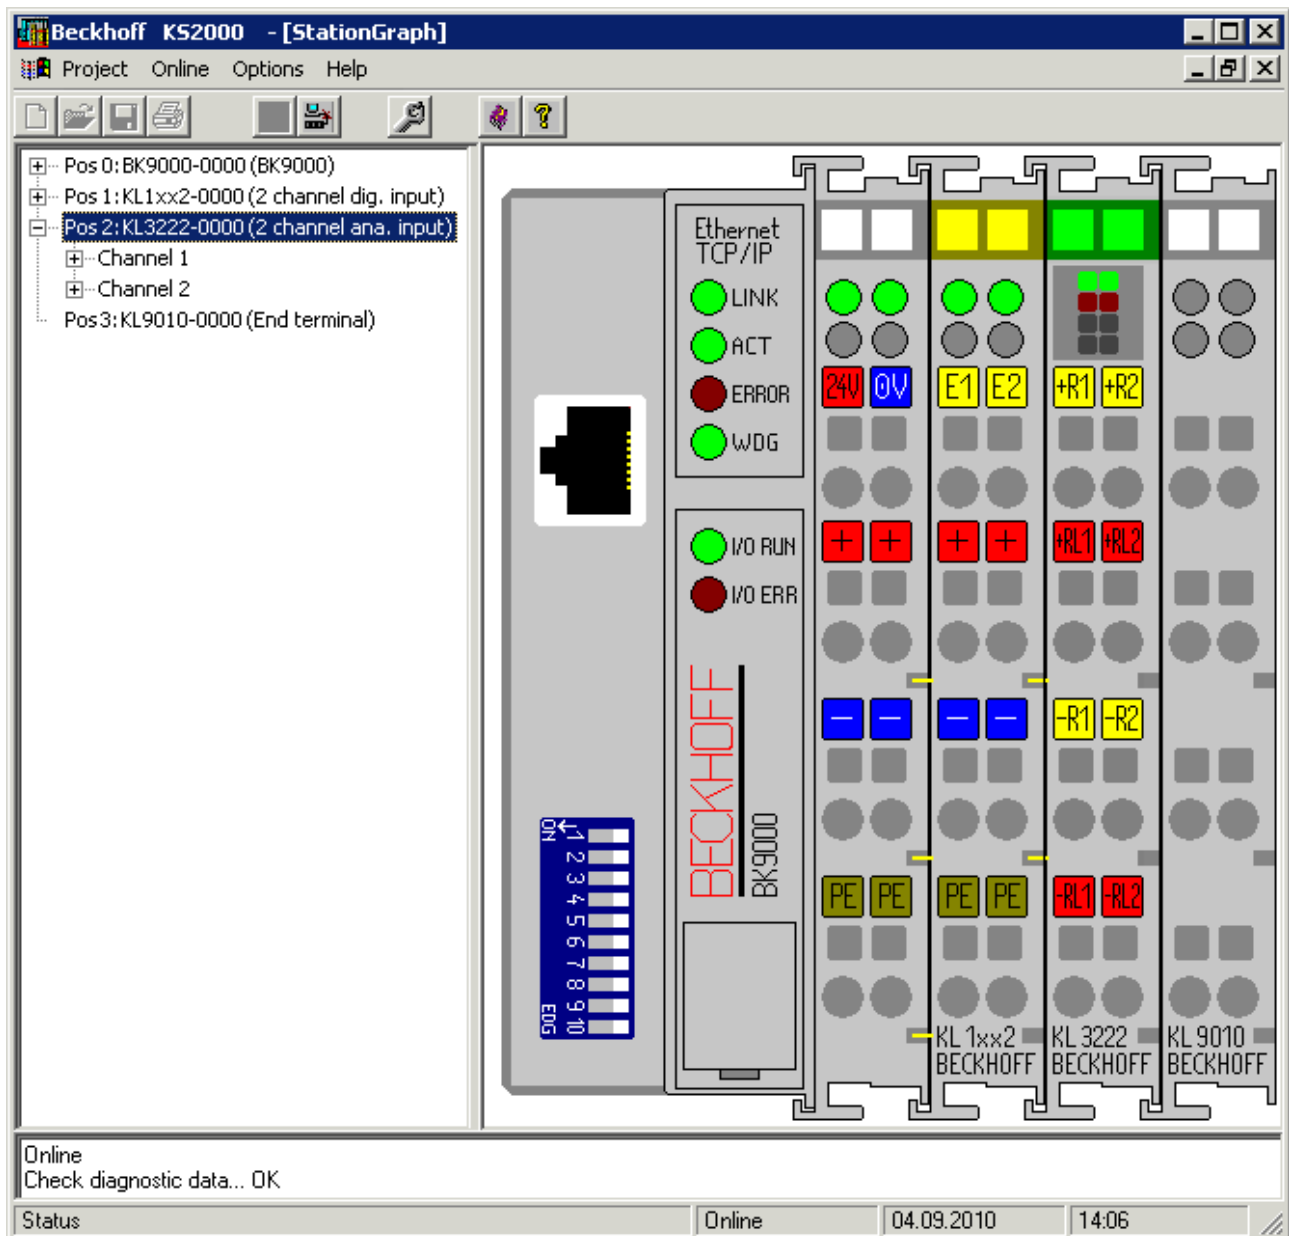 Beckhoff KS2000 - [StationGraph]
Project Online Options Help
Pos 0: BK9000-0000 (BK9000)
Pos 1: KL1xx2-0000 (2 channel dig. input)
Pos 2: KL3222-0000 (2 channel ana. input)
Channel 1
Channel 2
Pos 3: KL9010-0000 (End terminal)
Ethernet
TCP/IP
LINK
ACT
ERROR
WDG
I/O RUN
I/O ERR
BECKHOFF
BK9000
ON
1
2
3
4
5
6
7
8
9
10
EDG
24V 0V E1 E2 +R1 +R2
+ + + + +RL1 +RL2
- - - - -R1 -R2
PE PE PE PE -RL1 -RL2
KL 1xx2 KL 3222 KL 9010
BECKHOFF BECKHOFF BECKHOFF
Online
Check diagnostic data... OK
Status Online 04.09.2010 14:06